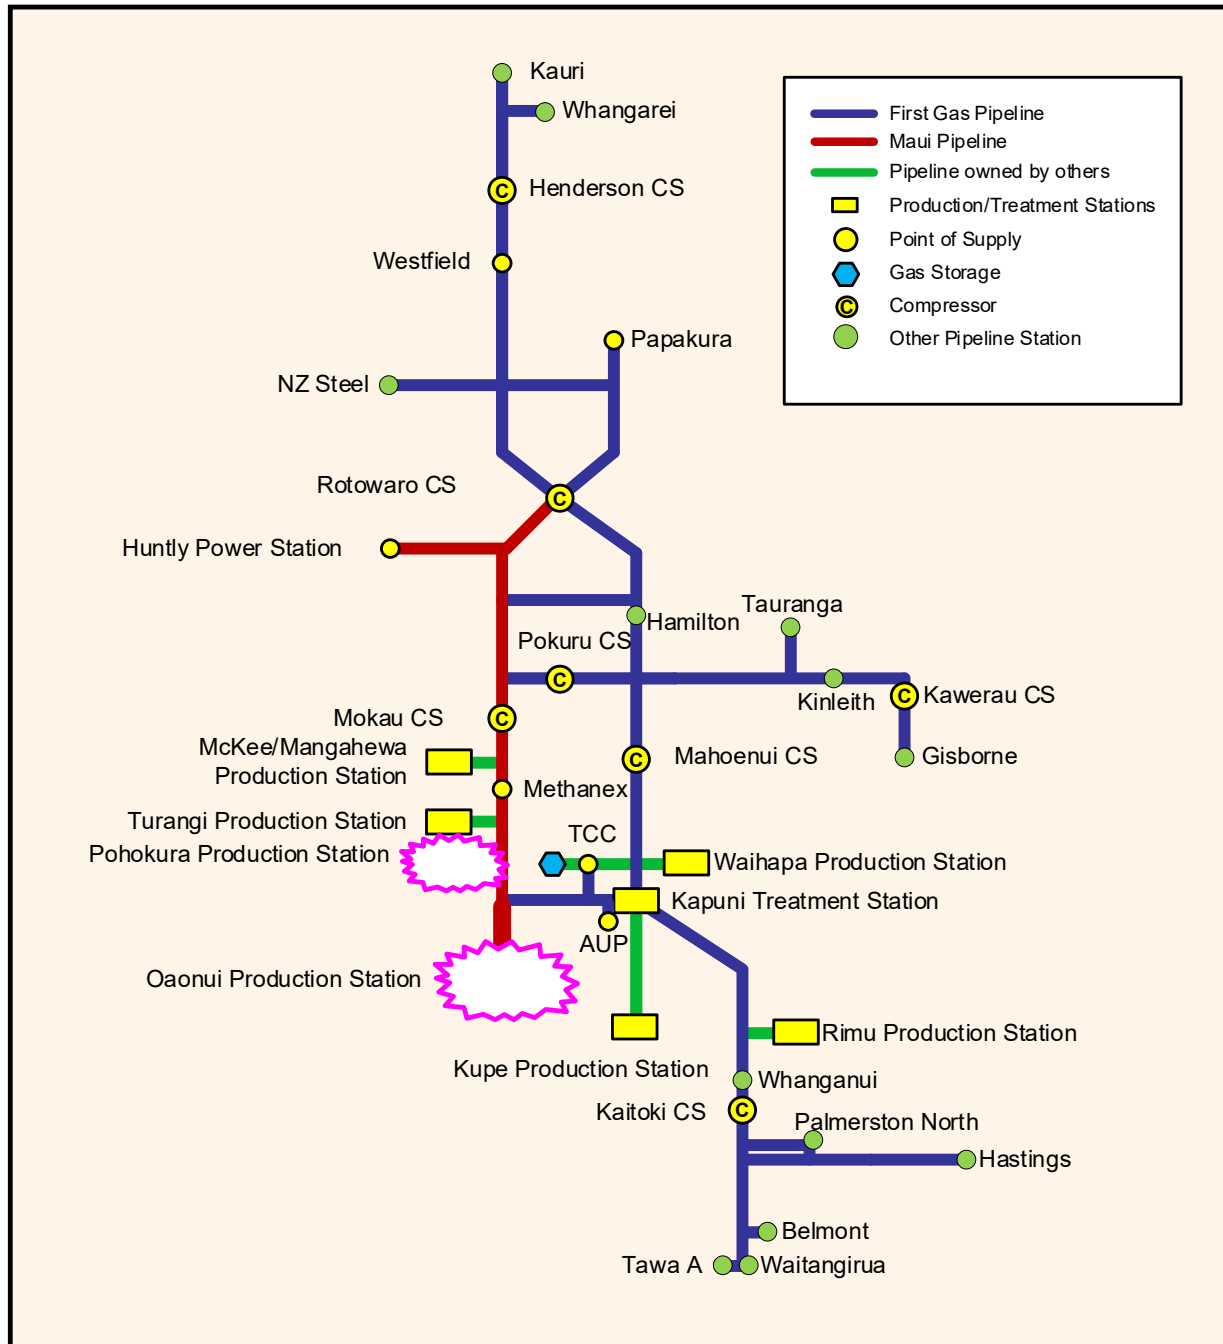 Kauri
Whangarei
Henderson CS
Westfield
Papakura
NZ Steel
Rotowaro CS
Huntly Power Station
Tauranga
Hamilton
Pokuru CS
Kinleith
Kawerau CS
Mokau CS
McKee/Mangahewa
Production Station
Mahoenui CS
Gisborne
Methanex
Turangi Production Station
TCC
Pohokura Production Station
Waihapa Production Station
Kapuni Treatment Station
AUP
Oaonui Production Station
Rimu Production Station
Kupe Production Station
Whanganui
Kaitoki CS
Palmerston North
Hastings
Belmont
Tawa A
Waitangirua
First Gas Pipeline
Maui Pipeline
Pipeline owned by others
Production/Treatment Stations
Point of Supply
Gas Storage
C Compressor
Other Pipeline Station
C
C
C
C
C
C
C